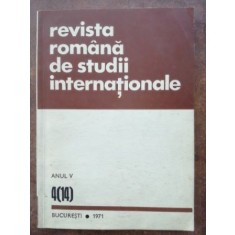 revista
română
de studii
internaționale
ANUL V
4(14)
BUCUREȘTI • 1971